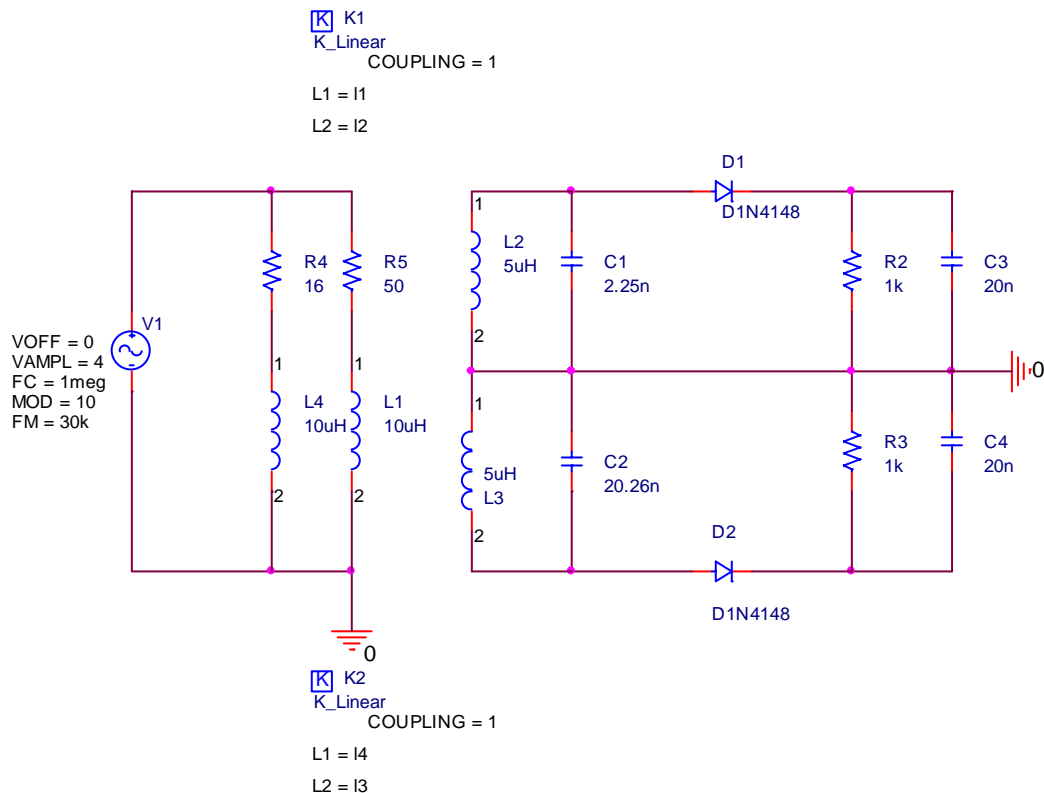 K K1
K_Linear
COUPLING = 1
L1 = l1
L2 = l2
D1
D1N4148
1
L2
5uH
2
C1
2.25n
R2
1k
C3
20n
R4
16
R5
50
V1
VOFF = 0
VAMPL = 4
FC = 1meg
MOD = 10
FM = 30k
+
-
1
L4
10uH
2
1
L1
10uH
2
0
1
5uH
L3
2
C2
20.26n
R3
1k
C4
20n
D2
D1N4148
0
K K2
K_Linear
COUPLING = 1
L1 = l4
L2 = l3